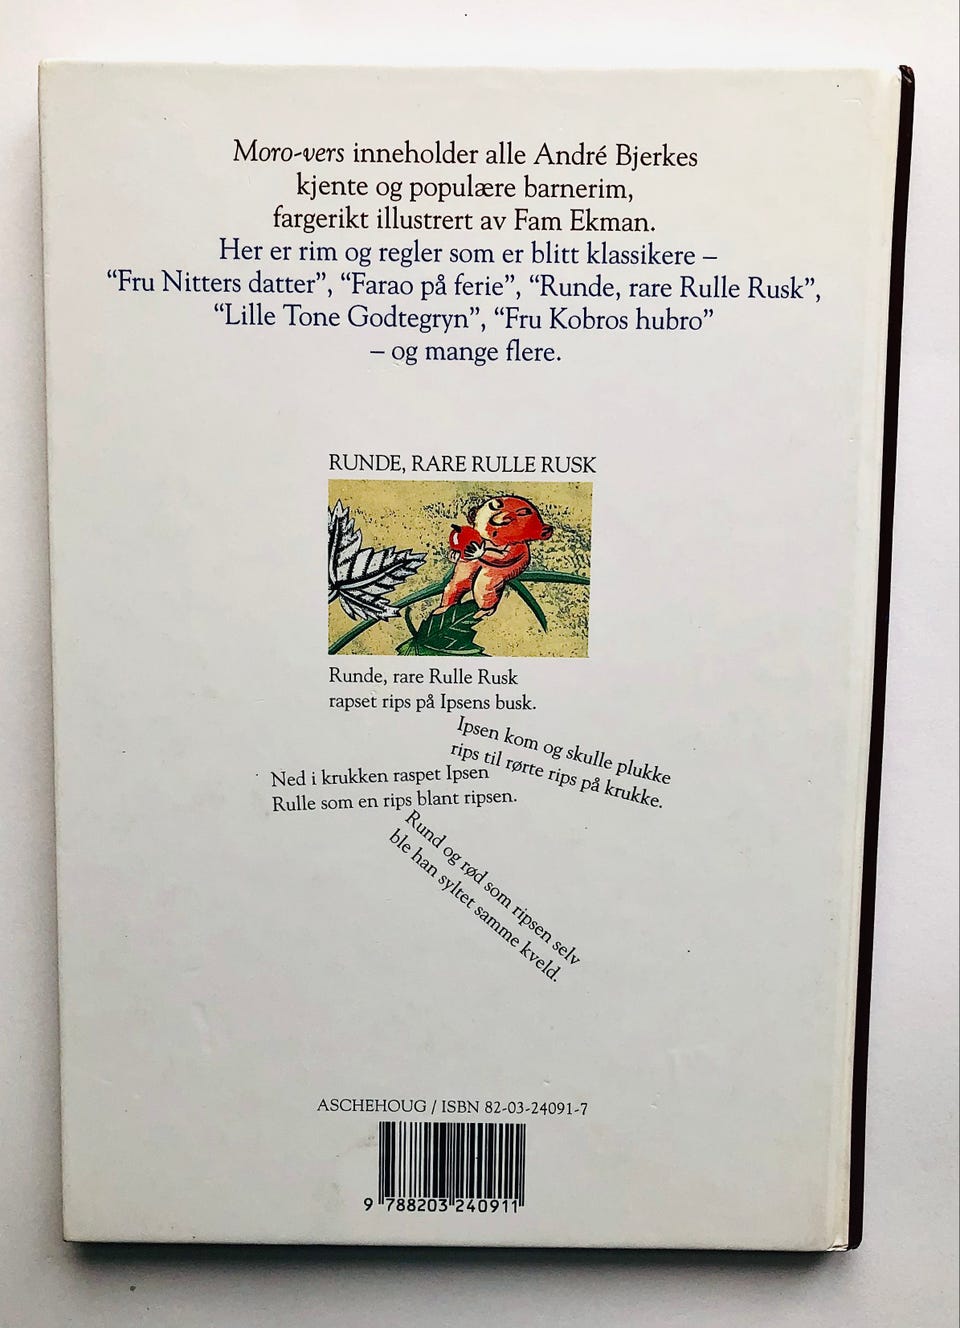 Moro-vers inneholder alle André Bjerkes
kjente og populære barnerim,
fargerikt illustrert av Fam Ekman.
Her er rim og regler som er blitt klassikere –
“Fru Nitters datter”, “Farao på ferie”, “Runde, rare Rulle Rusk”,
“Lille Tone Godtegryn”, “Fru Kobros hubro”
– og mange flere.
RUNDE, RARE RULLE RUSK
Runde, rare Rulle Rusk
rapset rips på Ipsens busk.
Ipsen kom og skulle plukke
rips til rørte rips på krukke.
Ned i krukken raspet Ipsen
Rulle som en rips blant ripsen.
Rund og rød som ripsen selv
ble han syltet samme kveld.
ASCHEHOUG / ISBN 82-03-24091-7
9 788203 240911